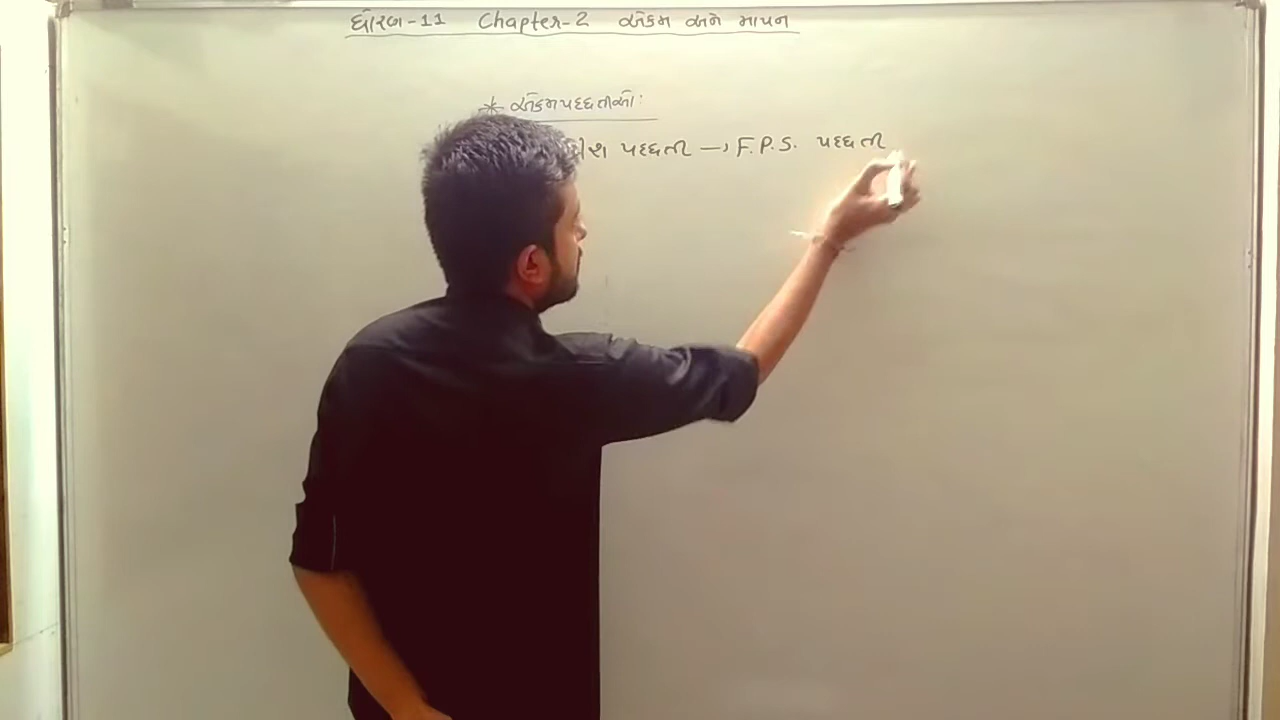 ધોરણ-11 Chapter-2 એકમ અને માપન
* એકમપદ્ધતીઓ:
પદ્ધતી → F.P.S. પદ્ધતી